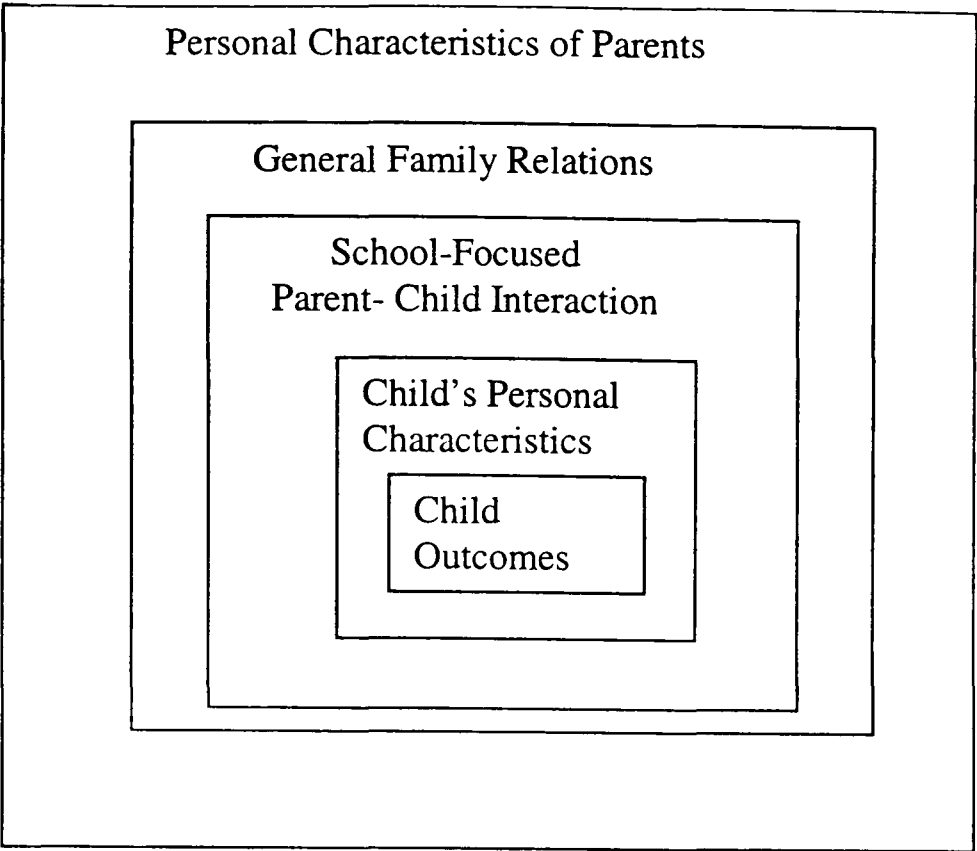 Personal Characteristics of Parents
General Family Relations
School-Focused
Parent- Child Interaction
Child's Personal
Characteristics
Child
Outcomes